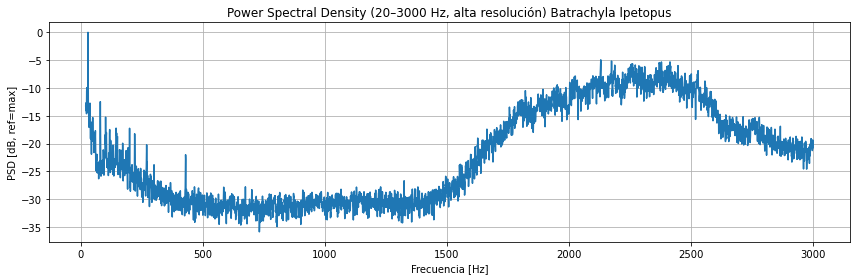 Power Spectral Density (20–3000 Hz, alta resolución) Batrachyla lpetopus
PSD [dB, ref=max]
0
−5
−10
−15
−20
−25
−30
−35
0 500 1000 1500 2000 2500 3000
Frecuencia [Hz]